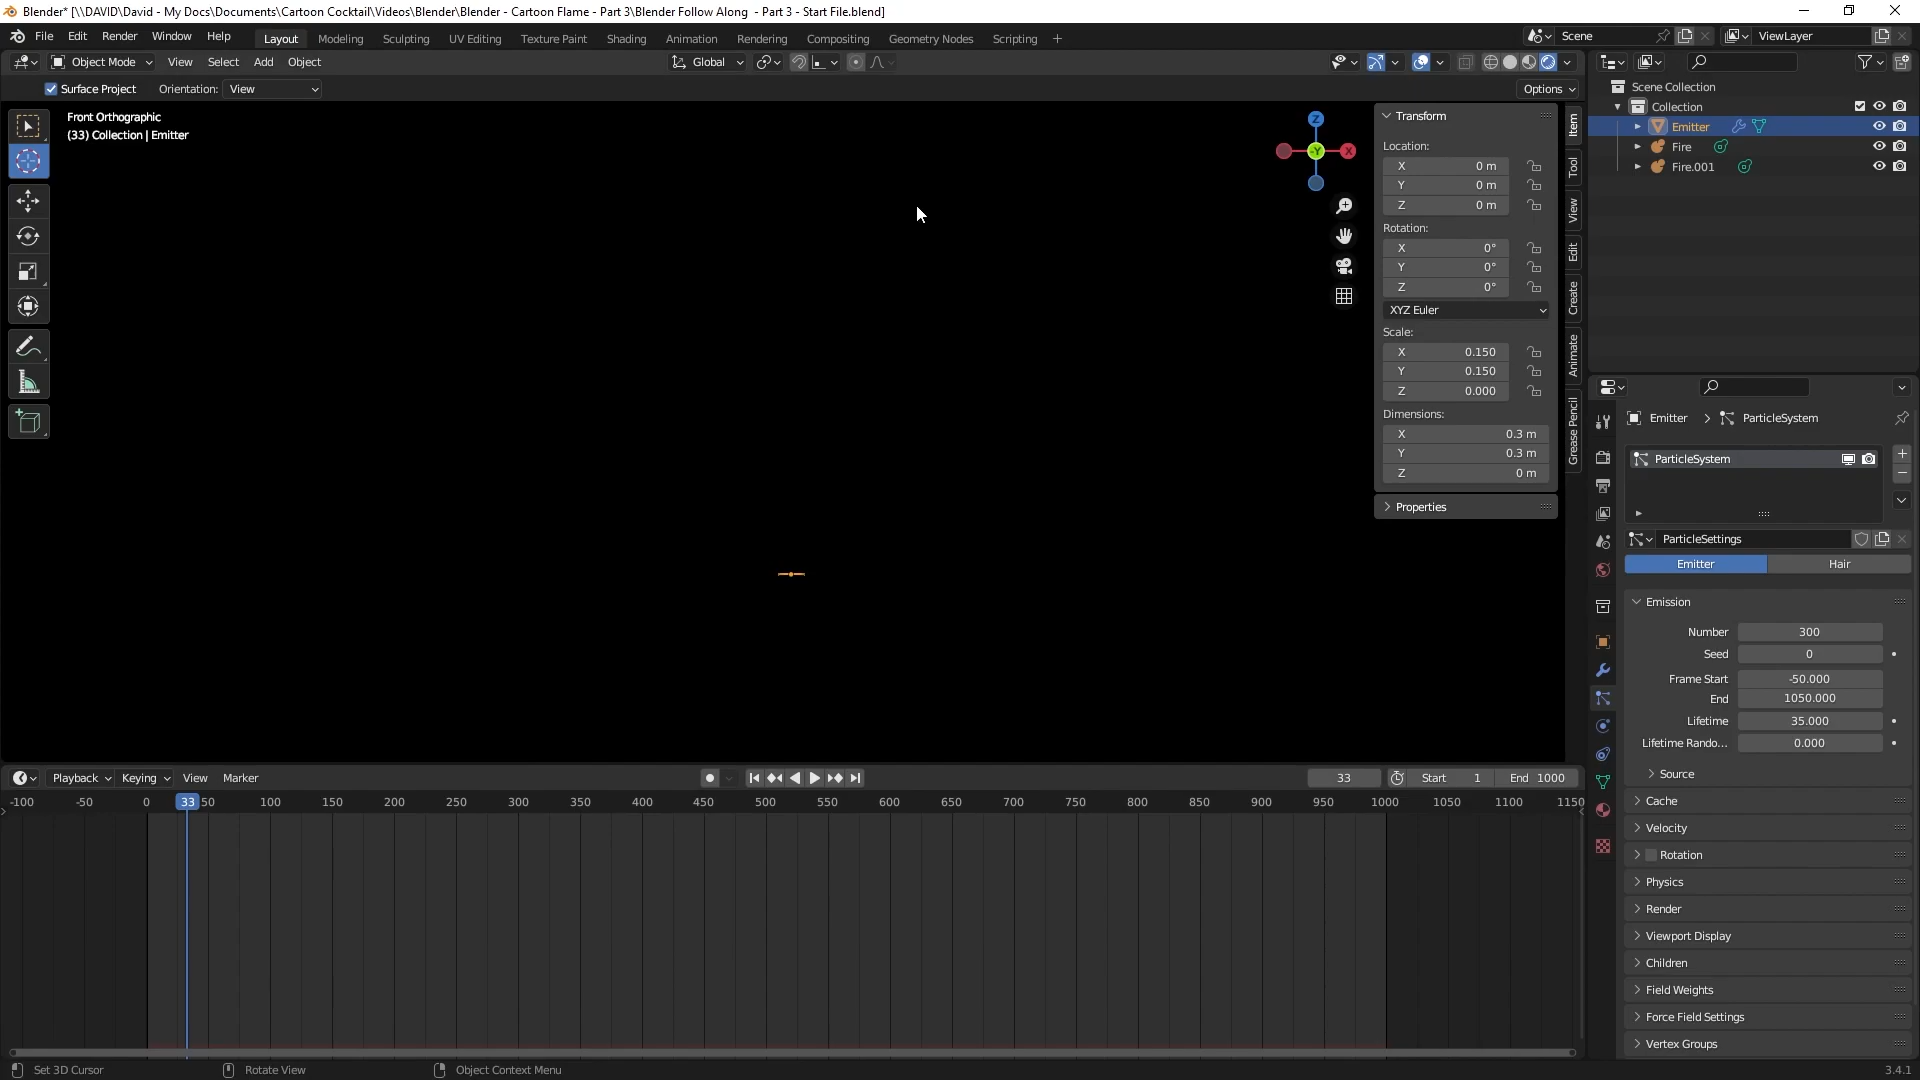 Blender* [\\DAVID\David - My Docs\Documents\Cartoon Cocktail\Videos\Blender\Blender - Cartoon Flame - Part 3\Blender Follow Along  - Part 3 - Start File.blend]
File Edit Render Window Help Layout Modeling Sculpting UV Editing Texture Paint Shading Animation Rendering Compositing Geometry Nodes Scripting + Scene ViewLayer
Object Mode View Select Add Object Global
Surface Project Orientation: View Options
Front Orthographic
(33) Collection | Emitter
Z
-Y
X
Transform
Location:
X 0 m
Y 0 m
Z 0 m
Rotation:
X 0°
Y 0°
Z 0°
XYZ Euler
Scale:
X 0.150
Y 0.150
Z 0.000
Dimensions:
X 0.3 m
Y 0.3 m
Z 0 m
Properties
Item
Tool
View
Edit
Create
Animate
Grease Pencil
Scene Collection
Collection
Emitter
Fire
Fire.001
Emitter > ParticleSystem
ParticleSystem
ParticleSettings
Emitter Hair
Emission
Number 300
Seed 0
Frame Start -50.000
End 1050.000
Lifetime 35.000
Lifetime Rando... 0.000
Source
Cache
Velocity
Rotation
Physics
Render
Viewport Display
Children
Field Weights
Force Field Settings
Vertex Groups
Playback Keying View Marker 33 Start 1 End 1000
-100 -50 0 33 50 100 150 200 250 300 350 400 450 500 550 600 650 700 750 800 850 900 950 1000 1050 1100 1150
Set 3D Cursor Rotate View Object Context Menu 3.4.1